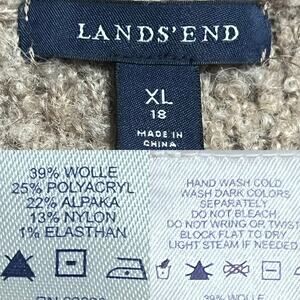 LANDS' END
XL
18
MADE IN
CHINA
39% WOLLE
25% POLYACRYL
22% ALPAKA
13% NYLON
1% ELASTHAN
HAND WASH COLD
WASH DARK COLORS
SEPARATELY
DO NOT BLEACH
DO NOT WRING OR TWIST
BLOCK FLAT TO DRY
LIGHT STEAM IF NEEDED
39% WOLLE